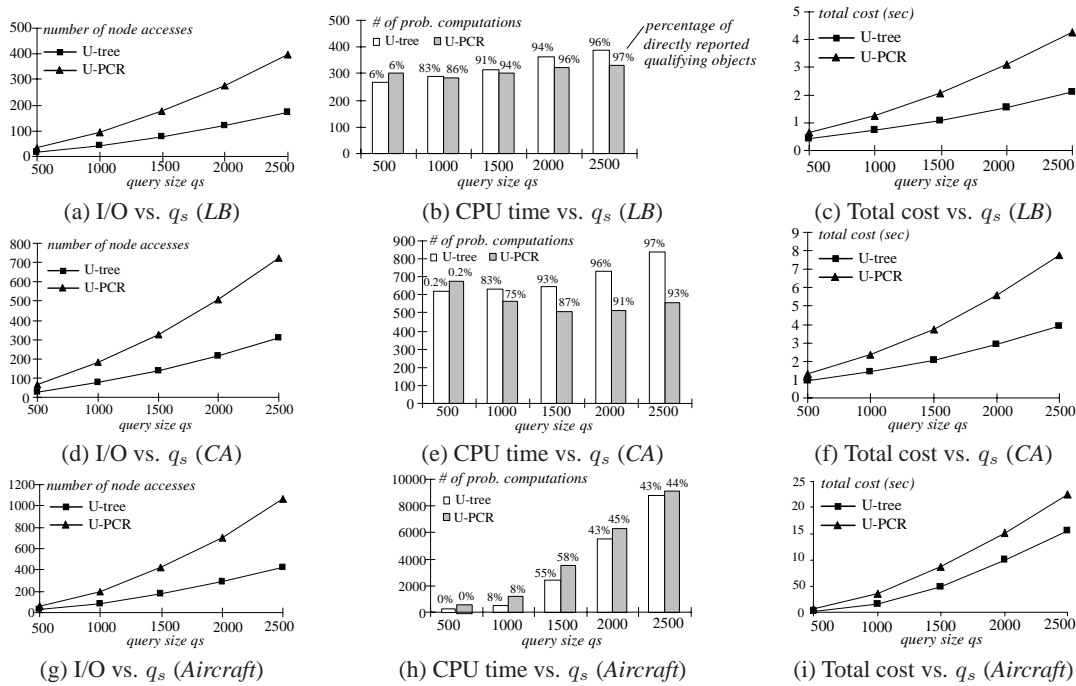 number of node accesses
U-tree
U-PCR
500
400
300
200
100
0
500 1000 1500 2000 2500
query size qs
(a) I/O vs. qs (LB)
# of prob. computations
U-tree
U-PCR
percentage of
directly reported
qualifying objects
500
400
300
200
100
0
6% 6% 83% 86% 91% 94% 94% 96% 96% 97%
500 1000 1500 2000 2500
query size qs
(b) CPU time vs. qs (LB)
total cost (sec)
U-tree
U-PCR
5
4
3
2
1
0
500 1000 1500 2000 2500
query size qs
(c) Total cost vs. qs (LB)
number of node accesses
U-tree
U-PCR
800
700
600
500
400
300
200
100
0
500 1000 1500 2000 2500
query size qs
(d) I/O vs. qs (CA)
# of prob. computations
U-tree
U-PCR
900
800
700
600
500
400
300
200
100
0
0.2% 0.2% 83% 75% 93% 87% 96% 91% 97% 93%
500 1000 1500 2000 2500
query size qs
(e) CPU time vs. qs (CA)
total cost (sec)
U-tree
U-PCR
9
8
7
6
5
4
3
2
1
0
500 1000 1500 2000 2500
query size qs
(f) Total cost vs. qs (CA)
number of node accesses
U-tree
U-PCR
1200
1000
800
600
400
200
0
500 1000 1500 2000 2500
query size qs
(g) I/O vs. qs (Aircraft)
# of prob. computations
U-tree
U-PCR
10000
8000
6000
4000
2000
0
0% 0% 8% 8% 55% 58% 43% 45% 43% 44%
500 1000 1500 2000 2500
query size qs
(h) CPU time vs. qs (Aircraft)
total cost (sec)
U-tree
U-PCR
25
20
15
10
50
0
500 1000 1500 2000 2500
query size qs
(i) Total cost vs. qs (Aircraft)